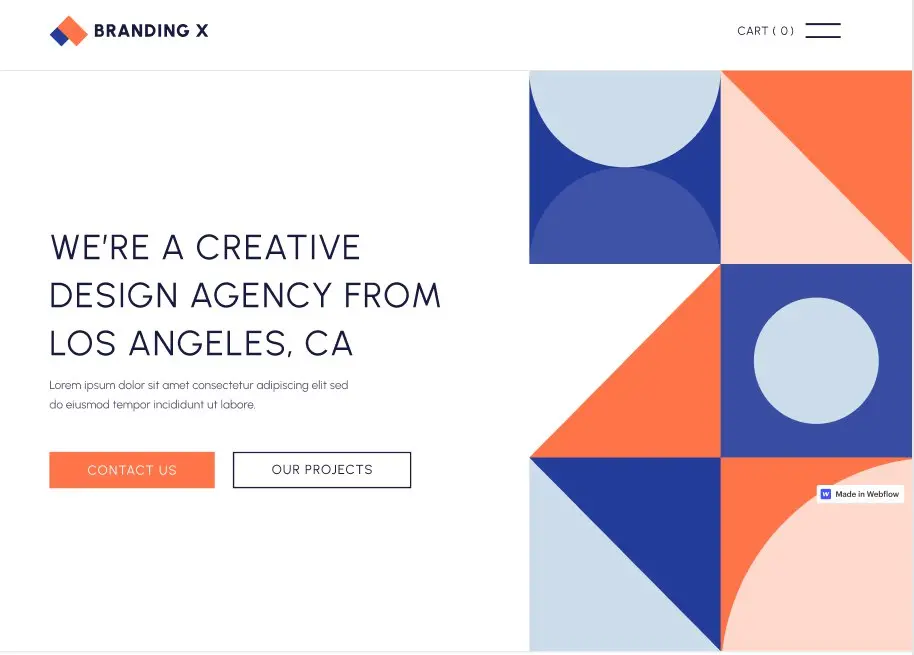 BRANDING X
CART ( 0 )
WE'RE A CREATIVE
DESIGN AGENCY FROM
LOS ANGELES, CA
Lorem ipsum dolor sit amet consectetur adipiscing elit sed
do eiusmod tempor incididunt ut labore.
CONTACT US
OUR PROJECTS
W Made in Webflow